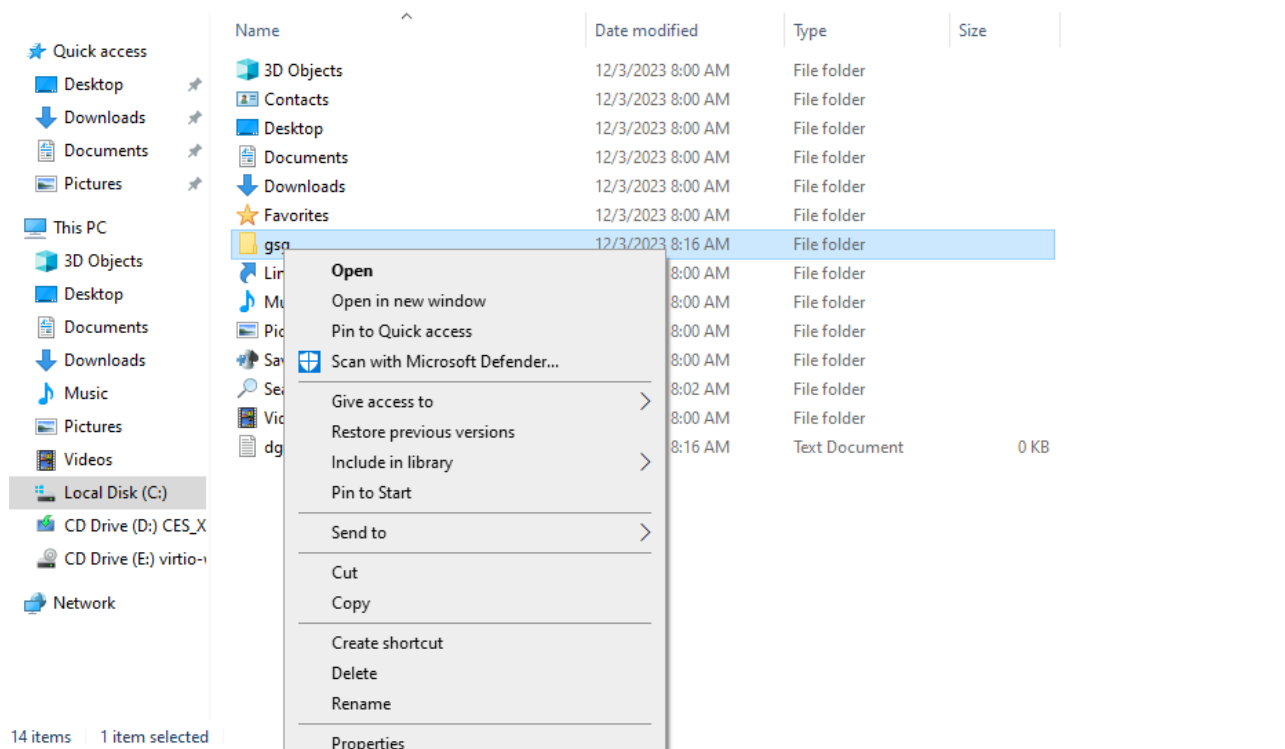 Name Date modified Type Size
Quick access
Desktop
Downloads
Documents
Pictures
This PC
3D Objects
Desktop
Documents
Downloads
Music
Pictures
Videos
Local Disk (C:)
CD Drive (D:) CES_X
CD Drive (E:) virtio-
Network
3D Objects 12/3/2023 8:00 AM File folder
Contacts 12/3/2023 8:00 AM File folder
Desktop 12/3/2023 8:00 AM File folder
Documents 12/3/2023 8:00 AM File folder
Downloads 12/3/2023 8:00 AM File folder
Favorites 12/3/2023 8:00 AM File folder
gsg 12/3/2023 8:16 AM File folder
Lin 8:00 AM File folder
Mu 8:00 AM File folder
Pic 8:00 AM File folder
Sav 8:00 AM File folder
Sea 8:02 AM File folder
Vid 8:00 AM File folder
dg 8:16 AM Text Document 0 KB
Open
Open in new window
Pin to Quick access
Scan with Microsoft Defender...
Give access to
Restore previous versions
Include in library
Pin to Start
Send to
Cut
Copy
Create shortcut
Delete
Rename
Properties
14 items 1 item selected